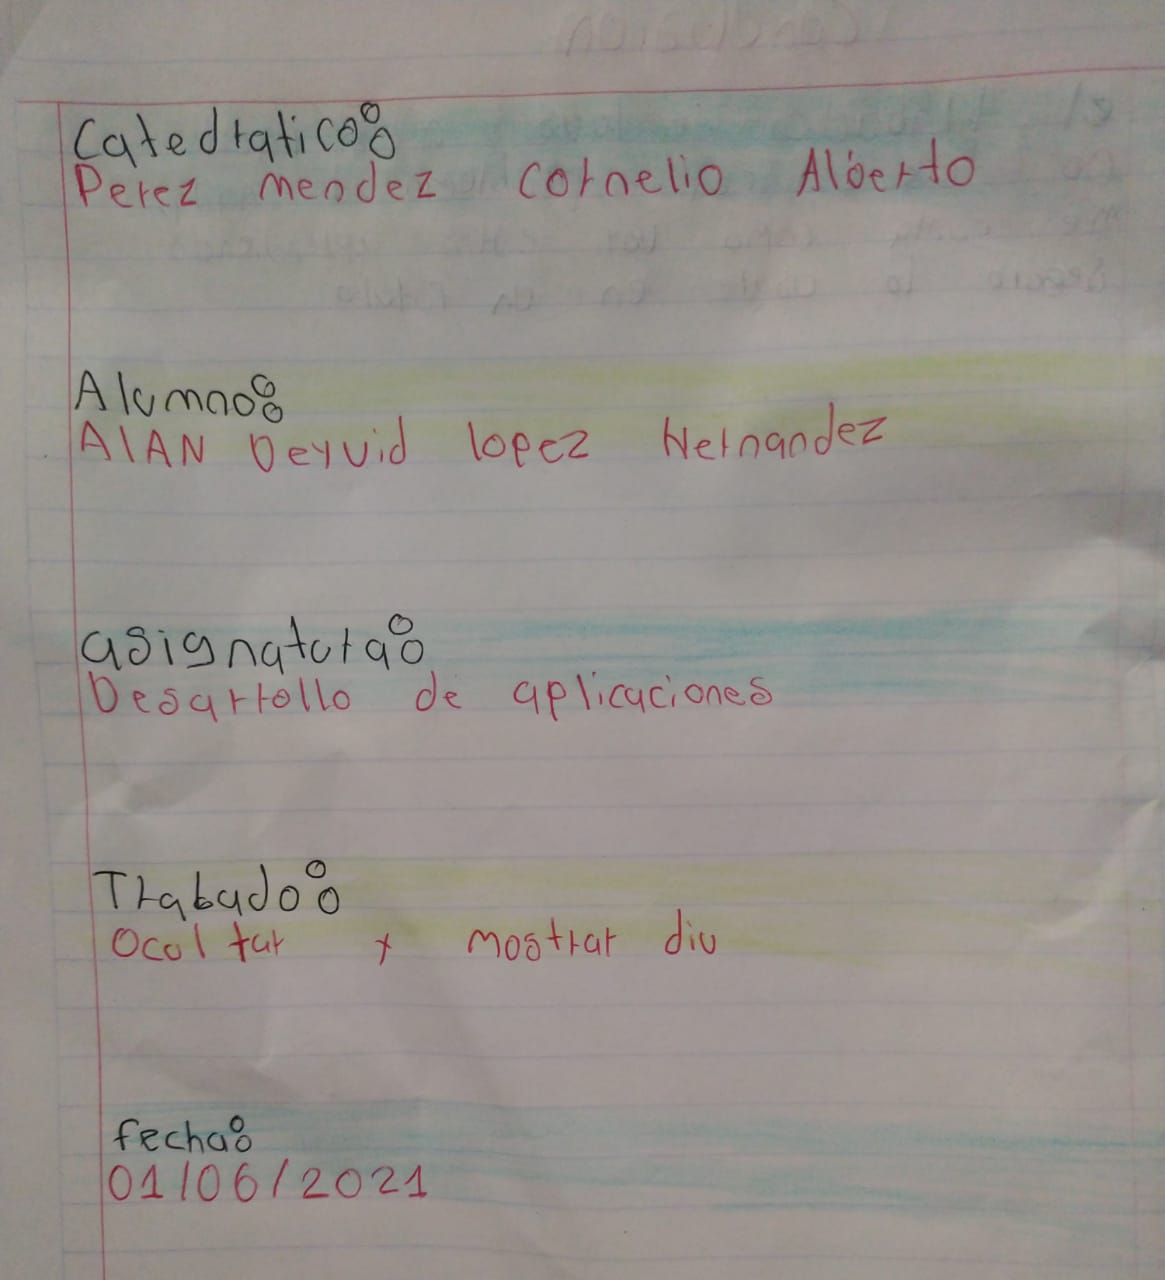 Catedratico:
Perez mendez cornelio Alberto
Alumno:
AlAN Deyvid lopez Hernandez
asignatura:
Desarrollo de aplicaciones
Trabado:
Ocultar y mostrar div
fecha:
01/06/2021